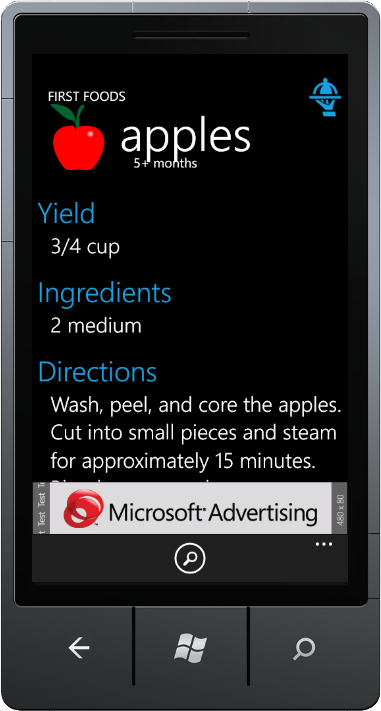 FIRST FOODS
apples
5+ months
Yield
3/4 cup
Ingredients
2 medium
Directions
Wash, peel, and core the apples.
Cut into small pieces and steam
for approximately 15 minutes.
Test Test
Microsoft Advertising
480 x 80